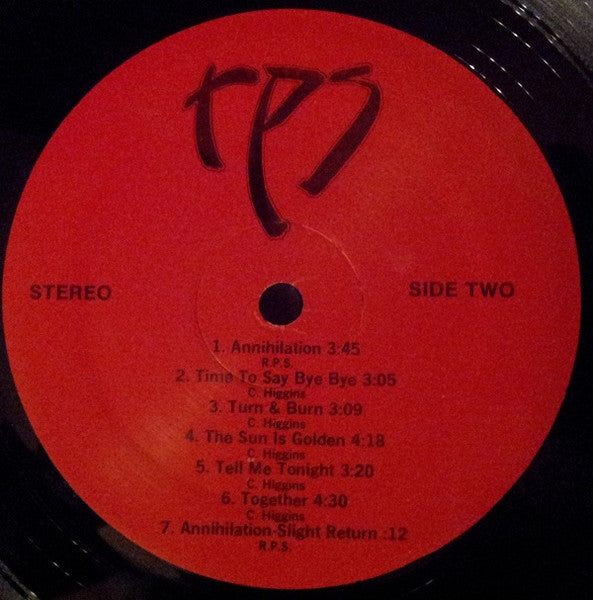 rps
STEREO
SIDE TWO
1. Annihilation 3:45
R.P.S.
2. Time To Say Bye Bye 3:05
C. Higgins
3. Turn & Burn 3:09
C. Higgins
4. The Sun Is Golden 4:18
C. Higgins
5. Tell Me Tonight 3:20
C. Higgins
6. Together 4:30
C. Higgins
7. Annihilation-Slight Return :12
R.P.S.